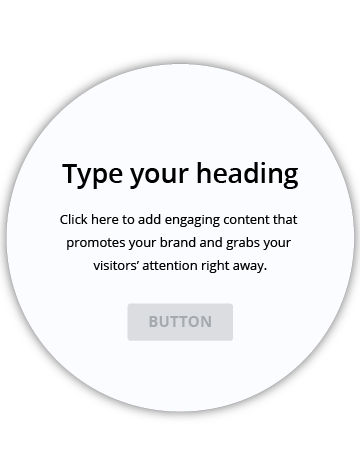 Type your heading
Click here to add engaging content that
promotes your brand and grabs your
visitors’ attention right away.
BUTTON